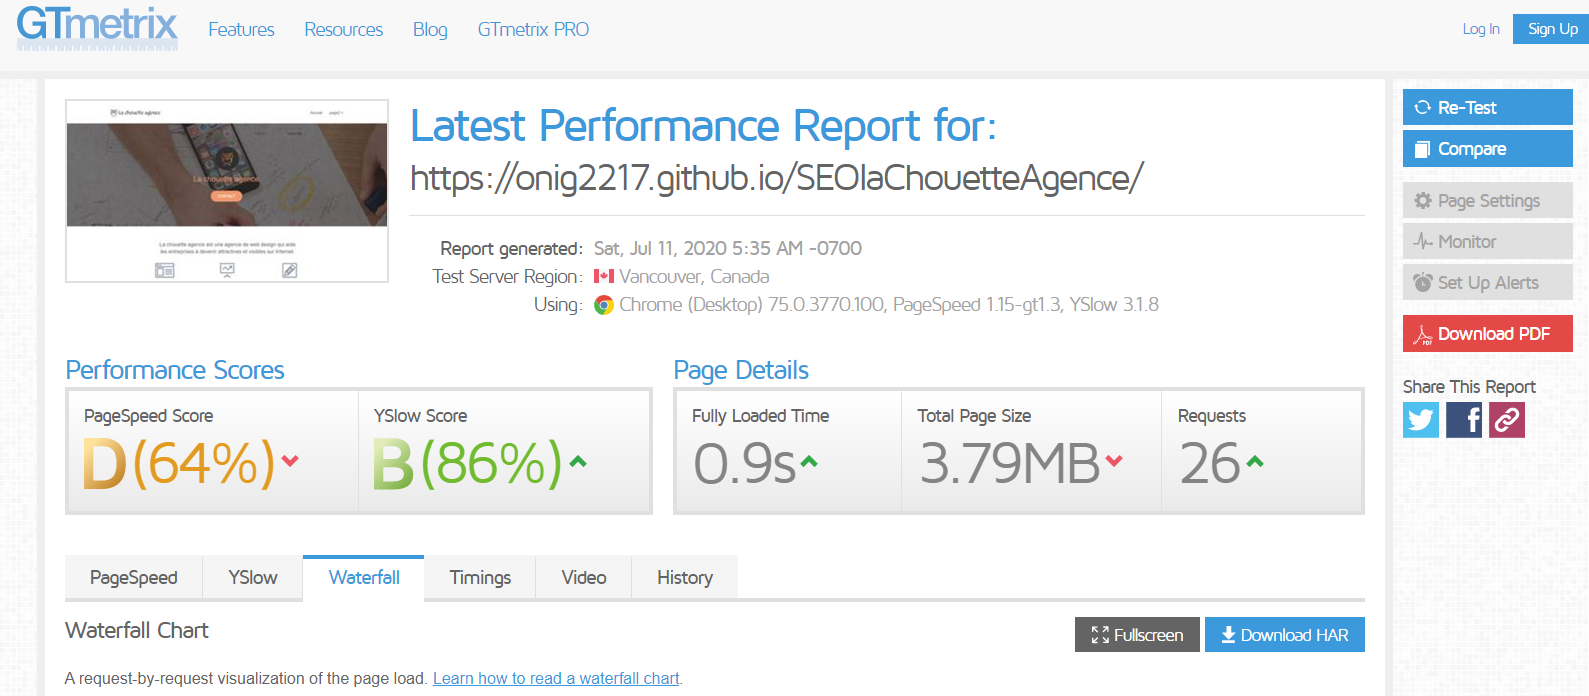 GTmetrix
Features Resources Blog GTmetrix PRO
Log In Sign Up
La chouette agence
La chouette agence
CONTACT
La chouette agence est une agence de web design qui aide
les entreprises à devenir attractives et visibles sur Internet.
Latest Performance Report for:
https://onig2217.github.io/SEOlaChouetteAgence/
Report generated: Sat, Jul 11, 2020 5:35 AM -0700
Test Server Region: Vancouver, Canada
Using: Chrome (Desktop) 75.0.3770.100, PageSpeed 1.15-gt1.3, YSlow 3.1.8
Re-Test
Compare
Page Settings
Monitor
Set Up Alerts
PDF Download PDF
Share This Report
Performance Scores
PageSpeed Score
D(64%)
YSlow Score
B(86%)
Page Details
Fully Loaded Time
0.9s
Total Page Size
3.79MB
Requests
26
PageSpeed YSlow Waterfall Timings Video History
Waterfall Chart
Fullscreen Download HAR
A request-by-request visualization of the page load. Learn how to read a waterfall chart.